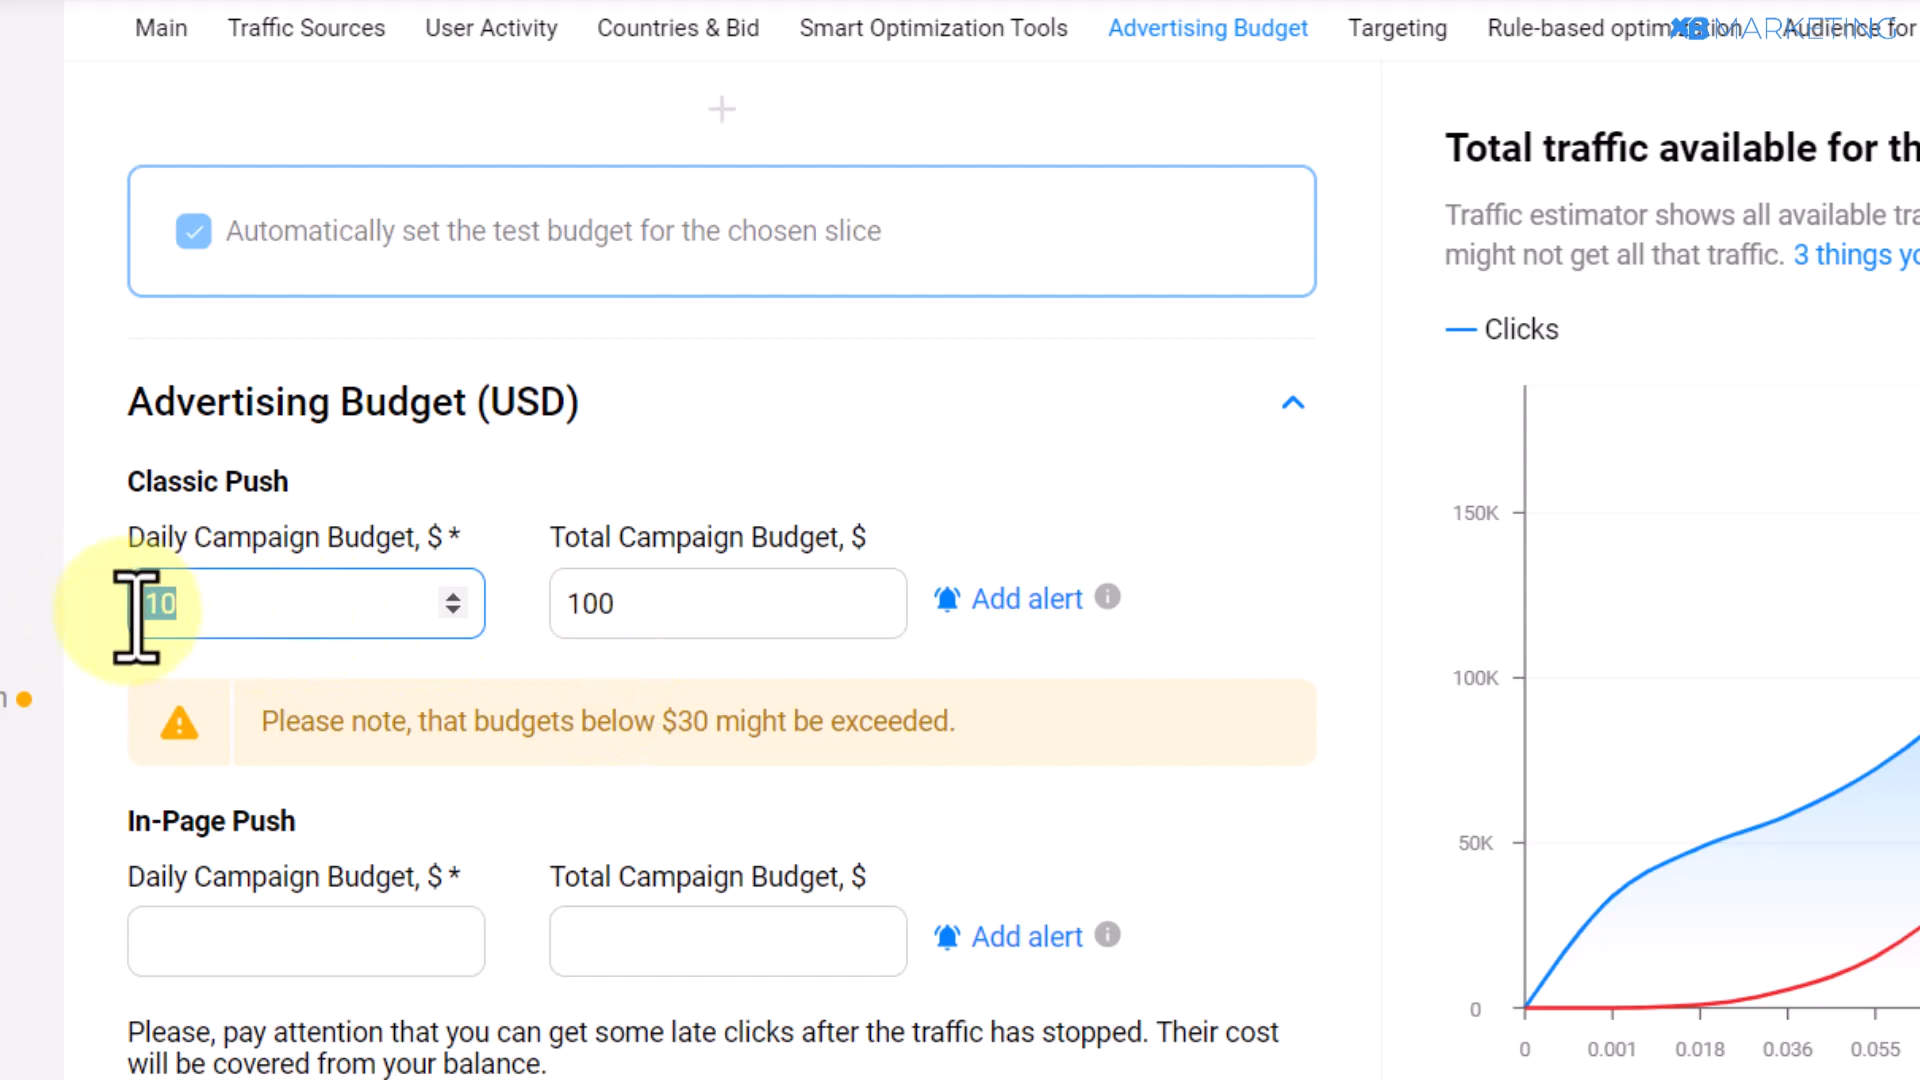 Main Traffic Sources User Activity Countries & Bid Smart Optimization Tools Advertising Budget Targeting Rule-based optimization Audience for
XB MARKETING
Automatically set the test budget for the chosen slice
Total traffic available for th
Traffic estimator shows all available tra
might not get all that traffic. 3 things yo
Clicks
Advertising Budget (USD)
Classic Push
Daily Campaign Budget, $ * Total Campaign Budget, $
10 100 Add alert
Please note, that budgets below $30 might be exceeded.
In-Page Push
Daily Campaign Budget, $ * Total Campaign Budget, $
Add alert
Please, pay attention that you can get some late clicks after the traffic has stopped. Their cost
will be covered from your balance.
n
150K
100K
50K
0
0 0.001 0.018 0.036 0.055